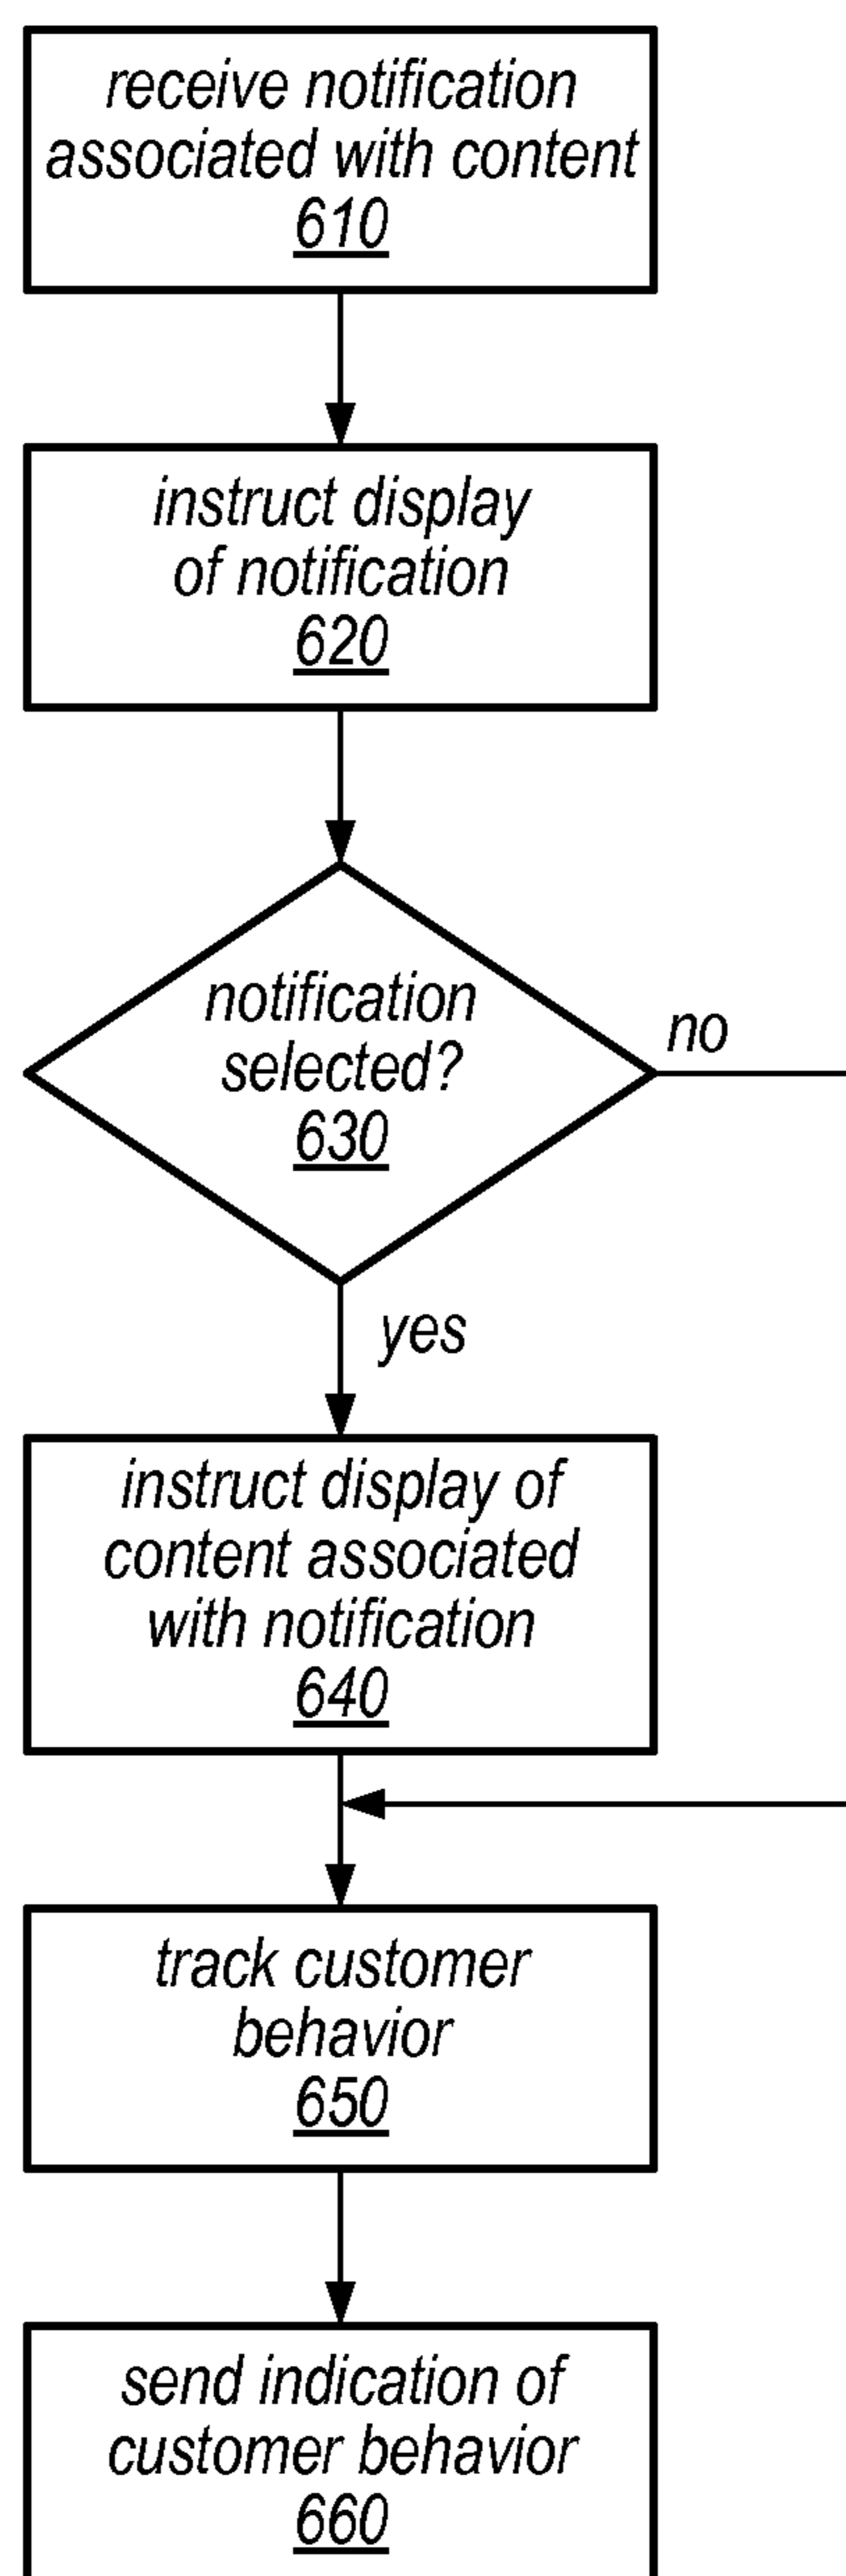 receive notification
associated with content
610
instruct display
of notification
620
notification
selected?
630
no
yes
instruct display of
content associated
with notification
640
track customer
behavior
650
send indication of
customer behavior
660